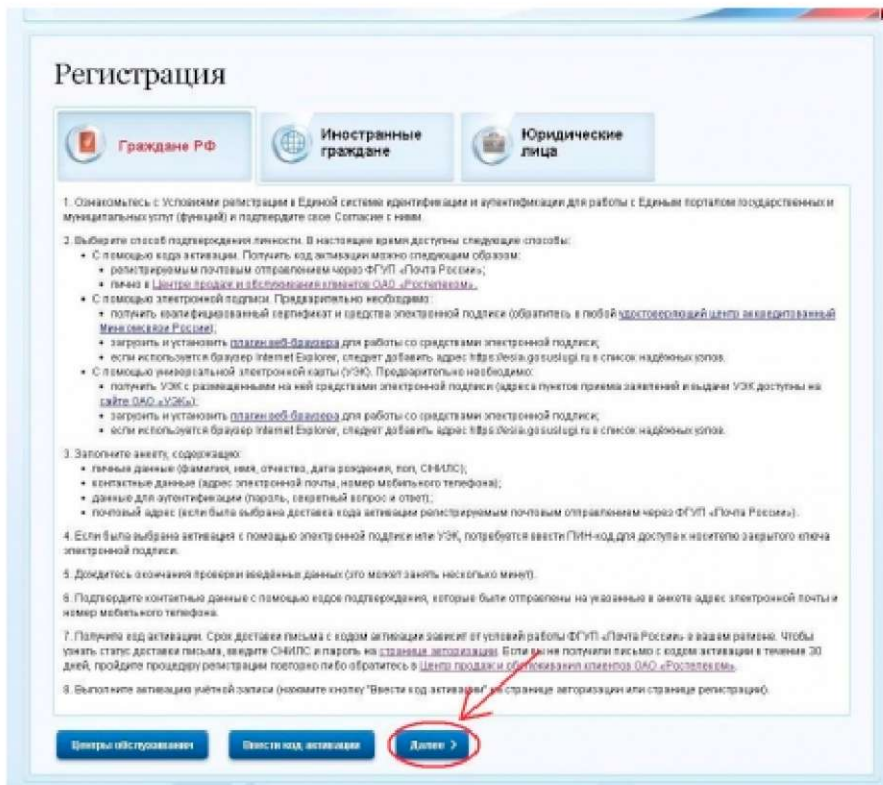 Регистрация
Граждане РФ
Иностранные
граждане
Юридические
лица
1. Ознакомьтесь с Условиями регистрации в Единой системе идентификации и аутентификации для работы с Единым порталом государственных и
муниципальных услуг (функций) и подтвердите свое Согласие с ними.
2. Выберите способ подтверждения личности. В настоящее время доступны следующие способы:
• С помощью кода активации. Получить код активации можно следующим образом:
• регистрируемым почтовым отправлением через ФГУП «Почта России»;
• лично в Центре продаж и обслуживания клиентов ОАО «Ростелеком».
• С помощью электронной подписи. Предварительно необходимо:
• получить квалифицированный сертификат и средства электронной подписи (обратитесь в любой удостоверяющий центр аккредитованный
Минкомсвязи России);
• загрузить и установить плагин веб-браузера для работы со средствами электронной подписи;
• если используется браузер Internet Explorer, следует добавить адрес https://esia.gosuslugi.ru в список надёжных узлов.
• С помощью универсальной электронной карты (УЭК). Предварительно необходимо:
• получить УЭК с размещенными на ней средствами электронной подписи (адреса пунктов приема заявлений и выдачи УЭК доступны на
сайте ОАО «УЭК»);
• загрузить и установить плагин веб-браузера для работы со средствами электронной подписи;
• если используется браузер Internet Explorer, следует добавить адрес https://esia.gosuslugi.ru в список надёжных узлов.
3. Заполните анкету, содержащую:
• личные данные (фамилия, имя, отчество, дата рождения, пол, СНИЛС);
• контактные данные (адрес электронной почты, номер мобильного телефона);
• данные для аутентификации (пароль, секретный вопрос и ответ);
• почтовый адрес (если была выбрана доставка кода активации регистрируемым почтовым отправлением через ФГУП «Почта России»).
4. Если была выбрана активация с помощью электронной подписи или УЭК, потребуется ввести ПИН-код для доступа к носителю закрытого ключа
электронной подписи.
5. Дождитесь окончания проверки введённых данных (это может занять несколько минут).
6. Подтвердите контактные данные с помощью кодов подтверждения, которые были отправлены на указанные в анкете адрес электронной почты и
номер мобильного телефона.
7. Получите код активации. Срок доставки письма с кодом активации зависит от условий работы ФГУП «Почта России» в вашем регионе. Чтобы
узнать статус доставки письма, введите СНИЛС и пароль на странице авторизации. Если вы не получили письмо с кодом активации в течение 30
дней, пройдите процедуру регистрации повторно либо обратитесь в Центр продаж и обслуживания клиентов ОАО «Ростелеком».
8. Выполните активацию учётной записи (нажмите кнопку "Ввести код активации" на странице авторизации или странице регистрации).
Центры обслуживания
Ввести код активации
Далее >